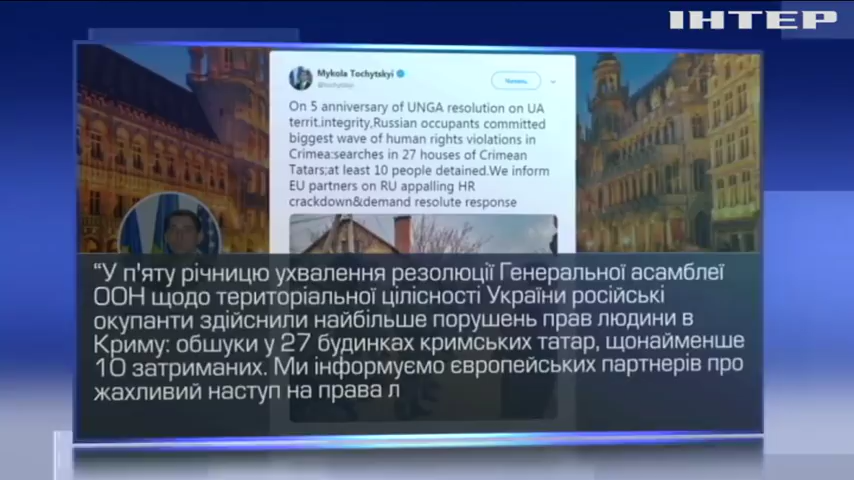 ІНТЕР
Mykola Tochytskyi
@tochytskyi
Читать
On 5 anniversary of UNGA resolution on UA
territ.integrity,Russian occupants committed
biggest wave of human rights violations in
Crimea:searches in 27 houses of Crimean
Tatars;at least 10 people detained.We inform
EU partners on RU appalling HR
crackdown&demand resolute response
“У п'яту річницю ухвалення резолюції Генеральної асамблеї
ООН щодо територіальної цілісності України російські
окупанти здійснили найбільше порушень прав людини в
Криму: обшуки у 27 будинках кримських татар, щонайменше
10 затриманих. Ми інформуємо європейських партнерів про
жахливий наступ на права л